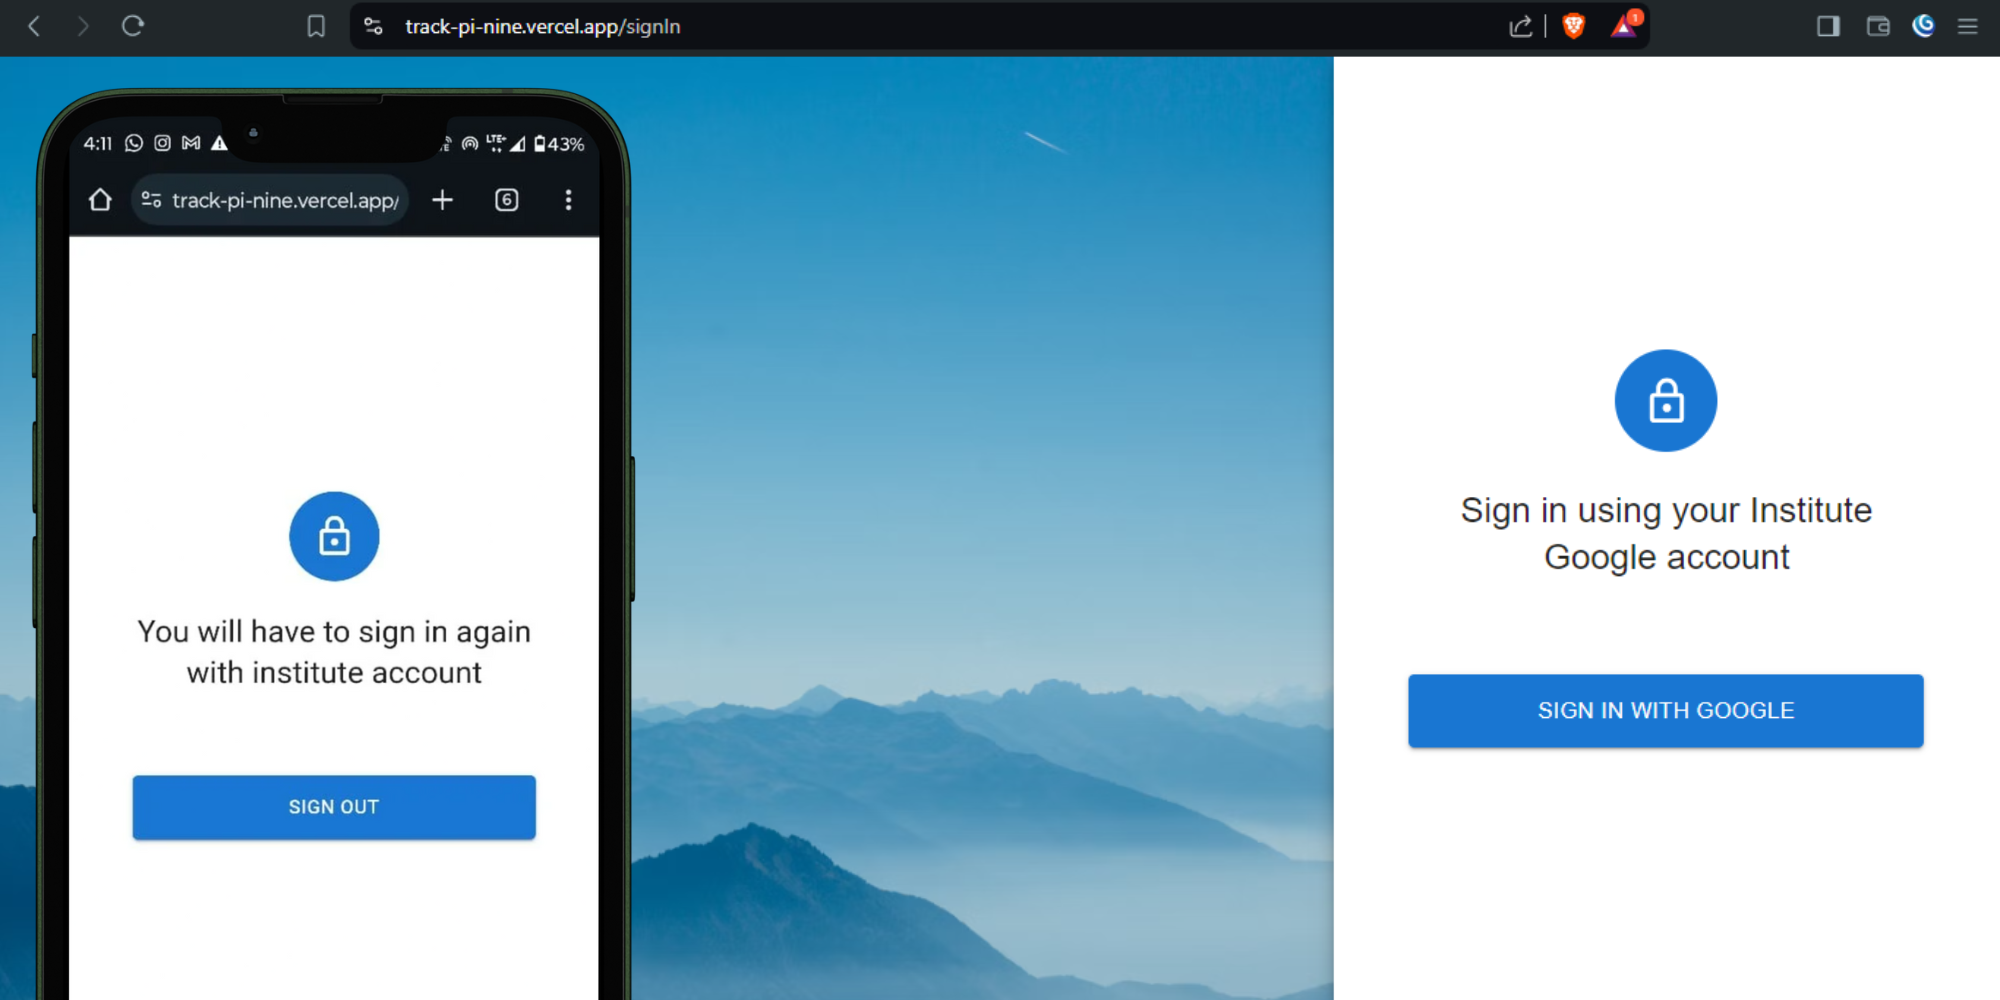 track-pi-nine.vercel.app/signIn
1
4:11
LTE+
43%
track-pi-nine.vercel.app/
6
You will have to sign in again
with institute account
SIGN OUT
Sign in using your Institute
Google account
SIGN IN WITH GOOGLE